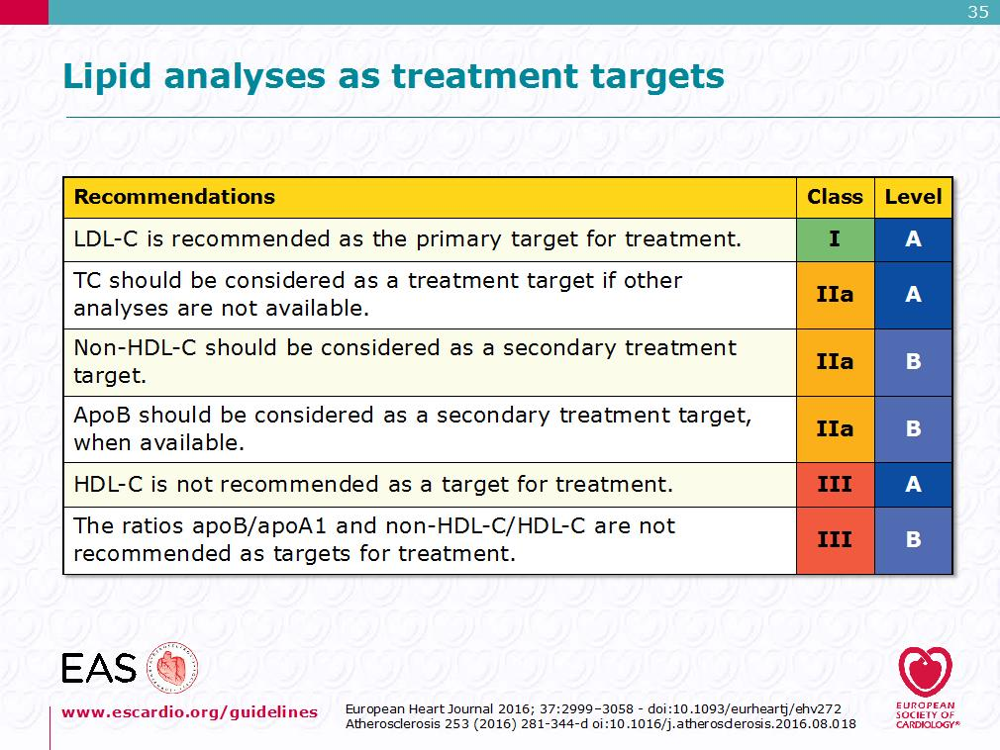 35
Lipid analyses as treatment targets
Recommendations Class Level
LDL-C is recommended as the primary target for treatment. I A
TC should be considered as a treatment target if other
analyses are not available. IIa A
Non-HDL-C should be considered as a secondary treatment
target. IIa B
ApoB should be considered as a secondary treatment target,
when available. IIa B
HDL-C is not recommended as a target for treatment. III A
The ratios apoB/apoA1 and non-HDL-C/HDL-C are not
recommended as targets for treatment. III B
EAS
www.escardio.org/guidelines
European Heart Journal 2016; 37:2999–3058 - doi:10.1093/eurheartj/ehv272
Atherosclerosis 253 (2016) 281-344-d oi:10.1016/j.atherosclerosis.2016.08.018
EUROPEAN
SOCIETY OF
CARDIOLOGY®